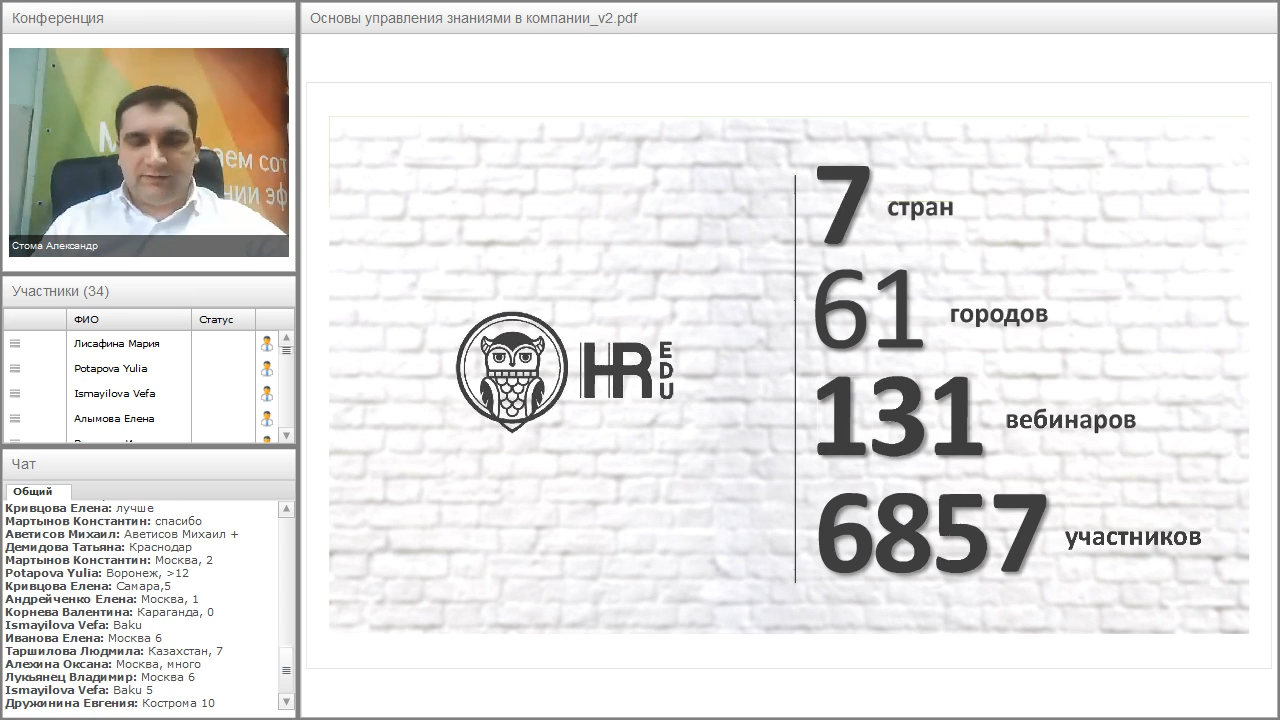 Конференция
Стома Александр
Участники (34)
ФИО Статус
Лисафина Мария
Potapova Yulia
Ismayilova Vefa
Алымова Елена
Чат
Общий
Кривцова Елена: лучше
Мартынов Константин: спасибо
Аветисов Михаил: Аветисов Михаил +
Демидова Татьяна: Краснодар
Мартынов Константин: Москва, 2
Potapova Yulia: Воронеж, >12
Кривцова Елена: Самара,5
Андрейченко Елена: Москва, 1
Корнева Валентина: Караганда, 0
Ismayilova Vefa: Baku
Иванова Елена: Москва 6
Таршилова Людмила: Казахстан, 7
Алехина Оксана: Москва, много
Лукьянец Владимир: Москва 6
Ismayilova Vefa: Baku 5
Дружинина Евгения: Кострома 10
Основы управления знаниями в компании_v2.pdf
HR EDU
7 стран
61 городов
131 вебинаров
6857 участников